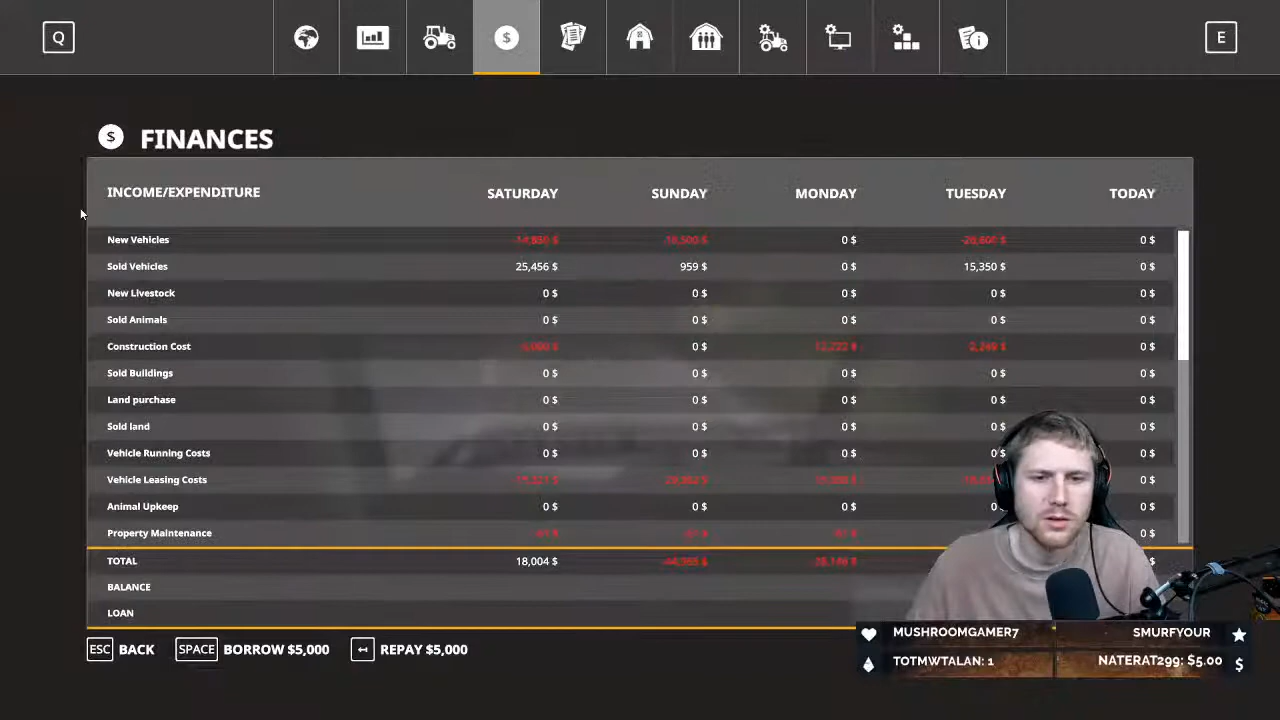 Q
$
E
$ FINANCES
INCOME/EXPENDITURE SATURDAY SUNDAY MONDAY TUESDAY TODAY
New Vehicles 0 $ 0 $
Sold Vehicles 25,456 $ 959 $ 0 $ 15,350 $ 0 $
New Livestock 0 $ 0 $ 0 $ 0 $ 0 $
Sold Animals 0 $ 0 $ 0 $ 0 $ 0 $
Construction Cost 0 $ 0 $
Sold Buildings 0 $ 0 $ 0 $ 0 $ 0 $
Land purchase 0 $ 0 $ 0 $ 0 $ 0 $
Sold land 0 $ 0 $ 0 $ 0 $ 0 $
Vehicle Running Costs 0 $ 0 $ 0 $ 0 $ 0 $
Vehicle Leasing Costs 0 $
Animal Upkeep 0 $ 0 $ 0 $ 0 $
Property Maintenance 0 $
TOTAL 18,004 $ $
BALANCE
LOAN
ESC BACK SPACE BORROW $5,000 REPAY $5,000
MUSHROOMGAMER7 SMURFYOUR
TOTMWTALAN: 1 NATERAT299: $5.00 $